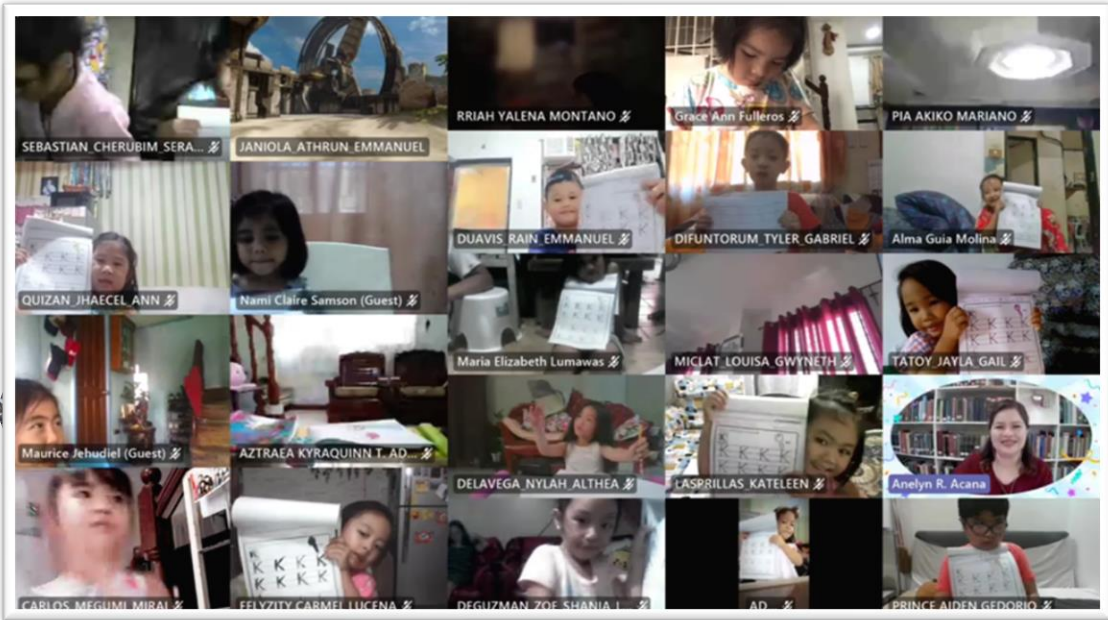 SEBASTIAN_CHERUBIM_SERA...
JANIOLA_ATHRUN_EMMANUEL
RRIAH YALENA MONTANO
Grace Ann Fulleros
PIA AKIKO MARIANO
QUIZAN_JHAECEL_ANN
Nami Claire Samson (Guest)
DUAVIS_RAIN_EMMANUEL
DIFUNTORUM_TYLER_GABRIEL
Alma Guia Molina
Maria Elizabeth Lumawas
MICLAT_LOUISA_GWYNETH
TATOY_JAYLA_GAIL
K K K K
Maurice Jehudiel (Guest)
AZTRAEA KYRAQUINN T. AD...
DELAVEGA_NYLAH_ALTHEA
LASPRILLAS_KATELEEN
Anelyn R. Acana
CARLOS_MEGUMI_MIRAI
K K K K
K K K K
FELYZITY CARMEL LUCENA
DEGUZMAN_ZOE_SHANIA_L...
AD...
PRINCE AIDEN GEDORIO